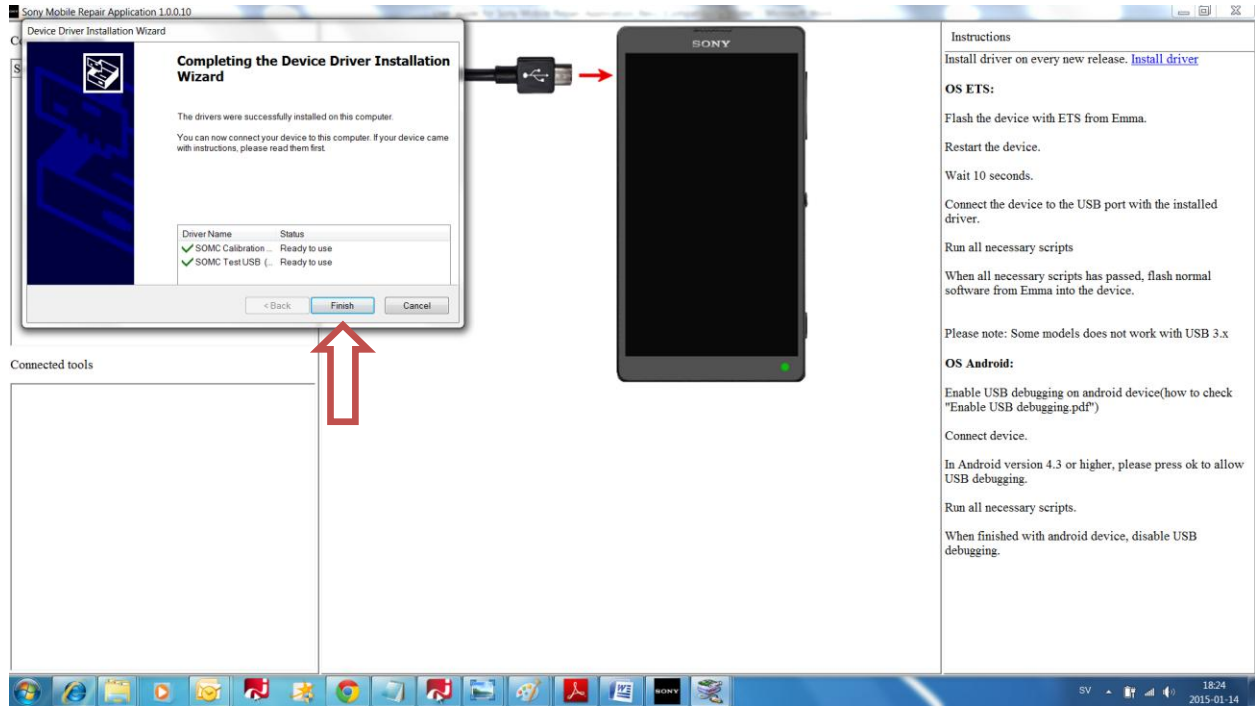 Sony Mobile Repair Application 1.0.0.10
Device Driver Installation Wizard
Completing the Device Driver Installation
Wizard
The drivers were successfully installed on this computer.
You can now connect your device to this computer. If your device came
with instructions, please read them first.
Driver Name Status
SOMC Calibration ... Ready to use
SOMC Test USB (... Ready to use
< Back Finish Cancel
Connected tools
SONY
Instructions
Install driver on every new release. Install driver
OS ETS:
Flash the device with ETS from Emma.
Restart the device.
Wait 10 seconds.
Connect the device to the USB port with the installed
driver.
Run all necessary scripts
When all necessary scripts has passed, flash normal
software from Emma into the device.
Please note: Some models does not work with USB 3.x
OS Android:
Enable USB debugging on android device(how to check
"Enable USB debugging.pdf")
Connect device.
In Android version 4.3 or higher, please press ok to allow
USB debugging.
Run all necessary scripts.
When finished with android device, disable USB
debugging.
SONY
SV
18:24
2015-01-14